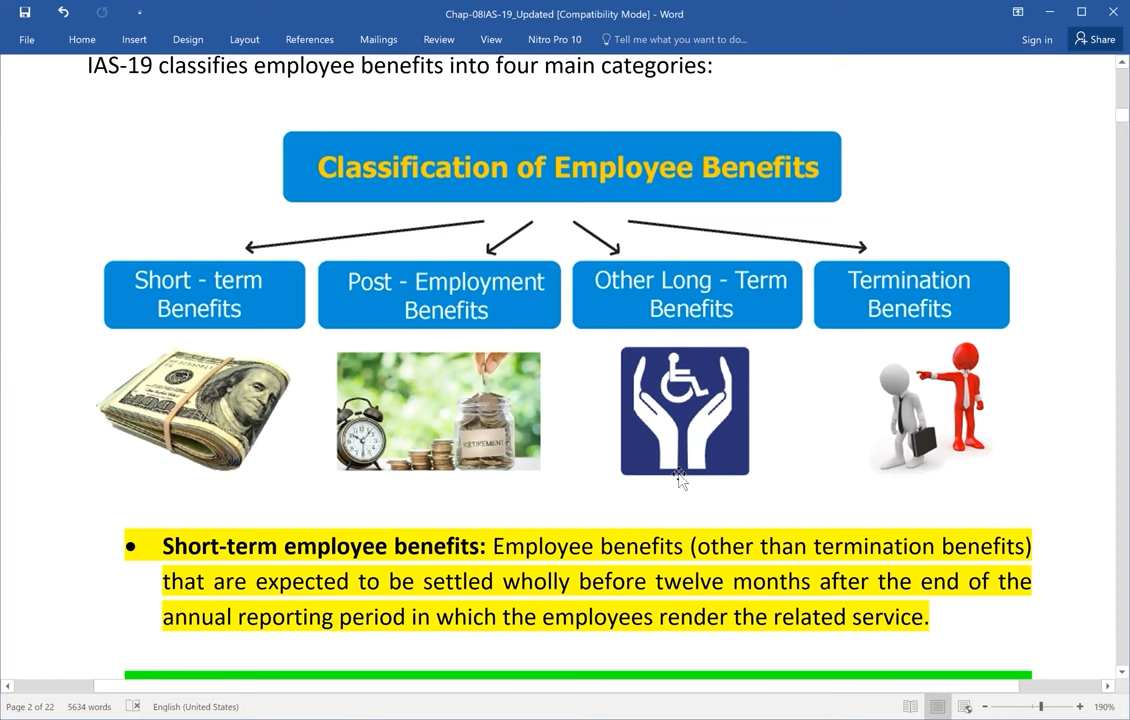 Chap-08IAS-19_Updated [Compatibility Mode] - Word
File Home Insert Design Layout References Mailings Review View Nitro Pro 10 Tell me what you want to do... Sign in Share
IAS-19 classifies employee benefits into four main categories:
Classification of Employee Benefits
Short - term
Benefits
Post - Employment
Benefits
Other Long - Term
Benefits
Termination
Benefits
RETIREMENT
• Short-term employee benefits: Employee benefits (other than termination benefits)
that are expected to be settled wholly before twelve months after the end of the
annual reporting period in which the employees render the related service.
Page 2 of 22 5634 words English (United States) 190%